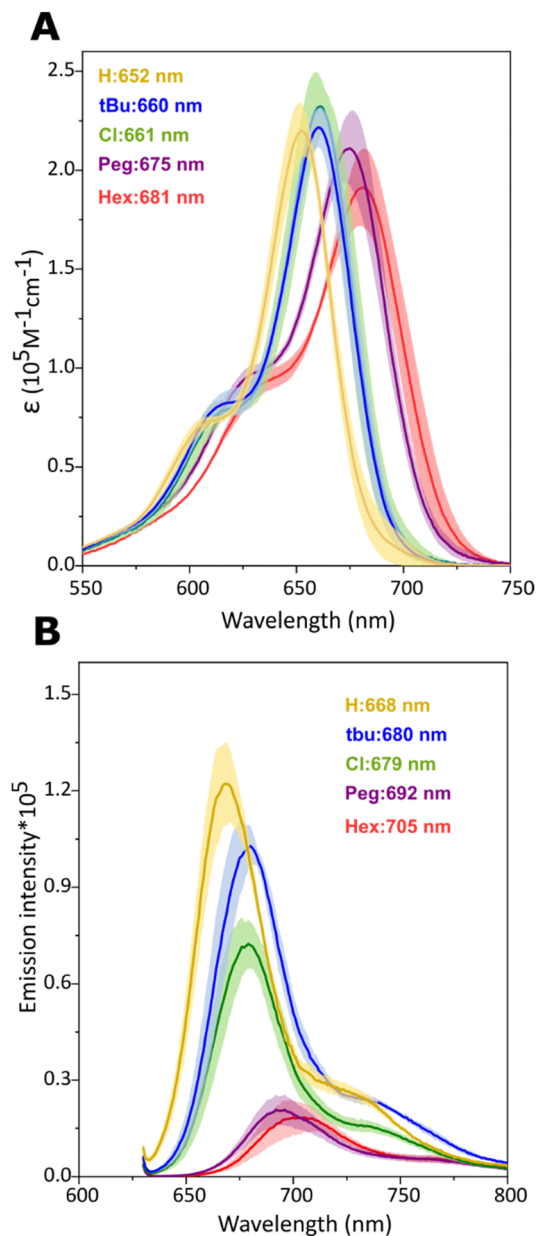 A
H:652 nm
tBu:660 nm
Cl:661 nm
Peg:675 nm
Hex:681 nm
2.5
2.0
1.5
1.0
0.5
0.0
ε (10⁵M⁻¹cm⁻¹)
550 600 650 700 750
Wavelength (nm)
B
H:668 nm
tbu:680 nm
Cl:679 nm
Peg:692 nm
Hex:705 nm
1.5
1.2
0.9
0.6
0.3
0.0
Emission intensity*10⁵
600 650 700 750 800
Wavelength (nm)